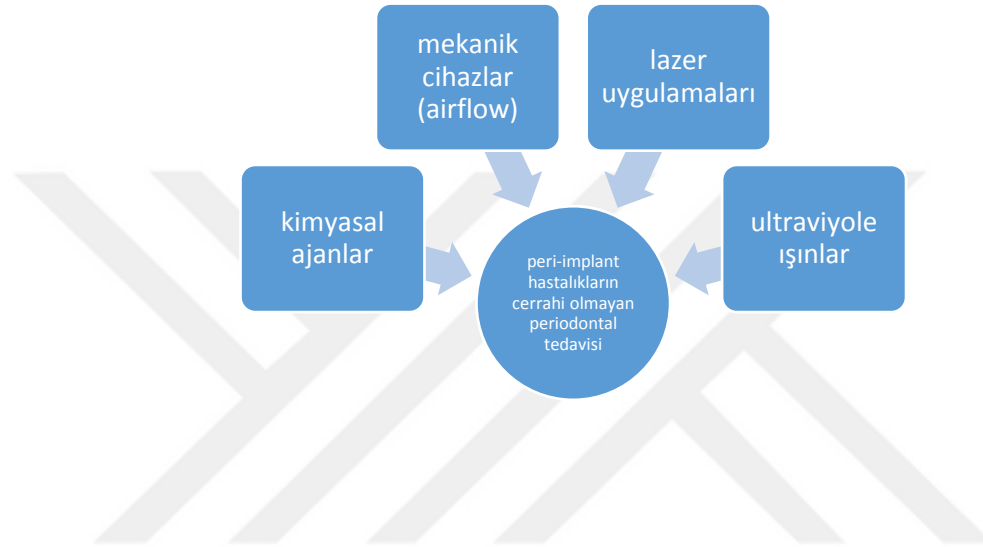 mekanik
cihazlar
(airflow)
lazer
uygulamaları
kimyasal
ajanlar
ultraviyole
ışınlar
peri-implant
hastalıkların
cerrahi olmayan
periodontal
tedavisi